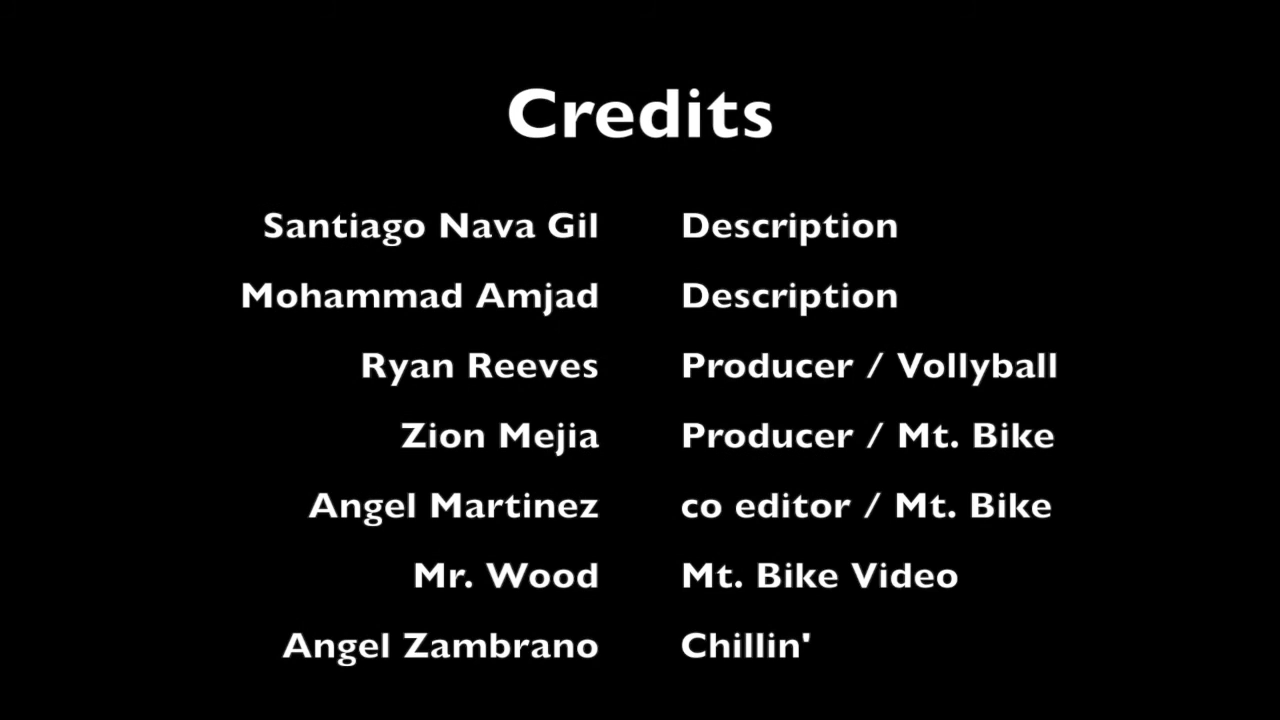 Credits
Santiago Nava Gil Description
Mohammad Amjad Description
Ryan Reeves Producer / Vollyball
Zion Mejia Producer / Mt. Bike
Angel Martinez co editor / Mt. Bike
Mr. Wood Mt. Bike Video
Angel Zambrano Chillin'